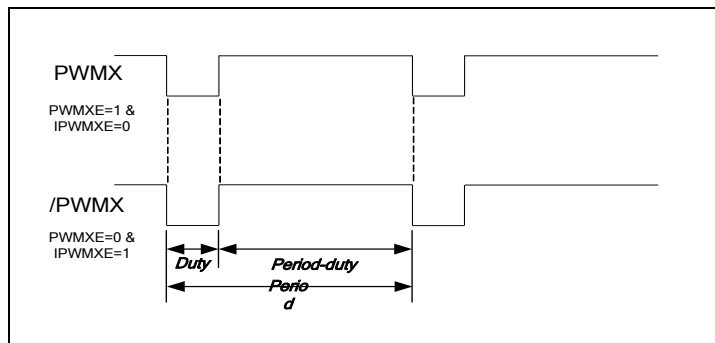 PWMX
PWMXE=1 &
IPWMXE=0
/PWMX
PWMXE=0 &
IPWMXE=1
Duty
Period-duty
Perio
d